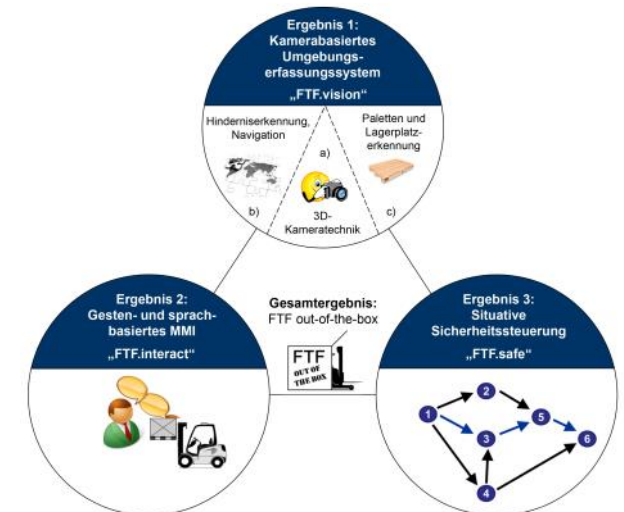 Ergebnis 1:
Kamerabasiertes
Umgebungs-
erfassungssystem
„FTF.vision“
Hinderniserkennung,
Navigation
b)
a)
3D-
Kameratechnik
Paletten und
Lagerplatz-
erkennung
c)
Ergebnis 2:
Gesten- und sprach-
basiertes MMI
„FTF.interact“
Gesamtergebnis:
FTF out-of-the-box
FTF
OUT OF
THE BOX
Ergebnis 3:
Situative
Sicherheitssteuerung
„FTF.safe“
1
2
3
4
5
6